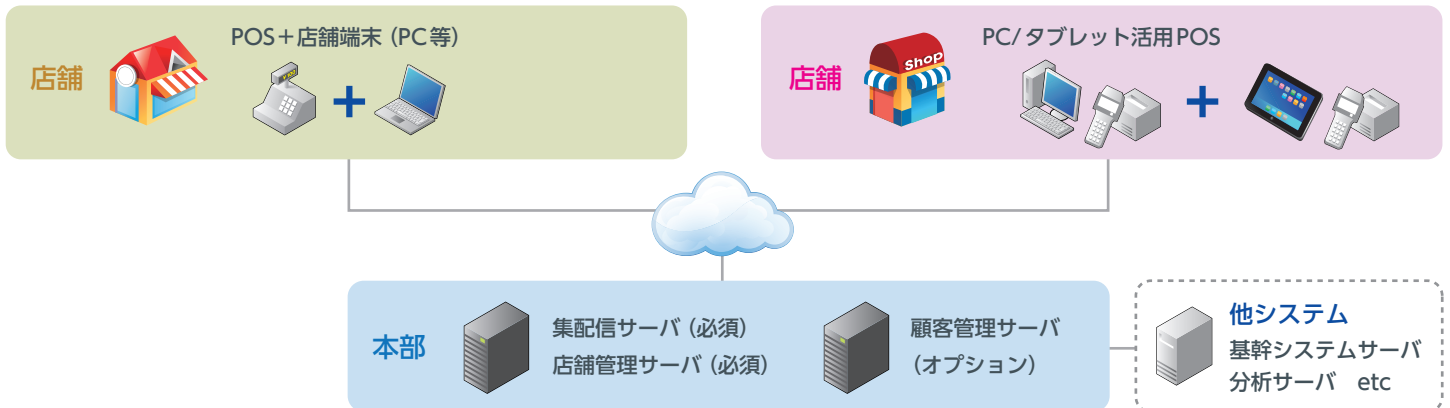 POS＋店舗端末（PC等）
店舗
PC/タブレット活用POS
店舗
Shop
本部
集配信サーバ（必須）
店舗管理サーバ（必須）
顧客管理サーバ
（オプション）
他システム
基幹システムサーバ
分析サーバ　etc